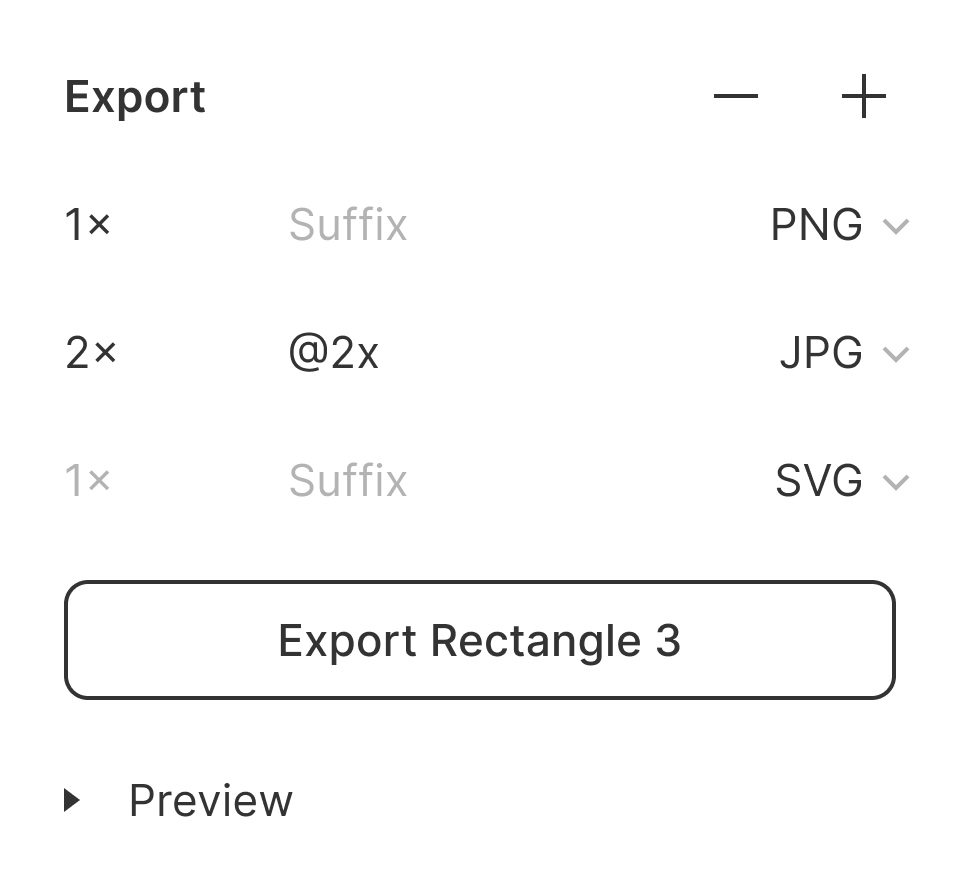 Export
1× Suffix PNG
2× @2x JPG
1× Suffix SVG
Export Rectangle 3
Preview